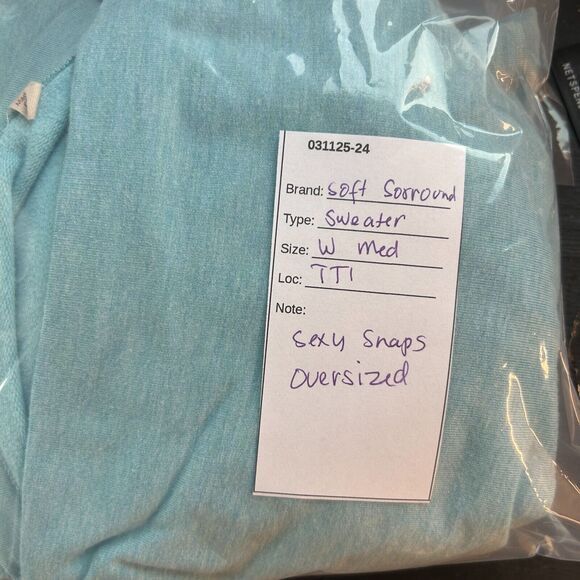 031125-24
Brand: Soft Sorround
Type: Sweater
Size: W Med
Loc: TT1
Note:
Sexy Snaps
Oversized